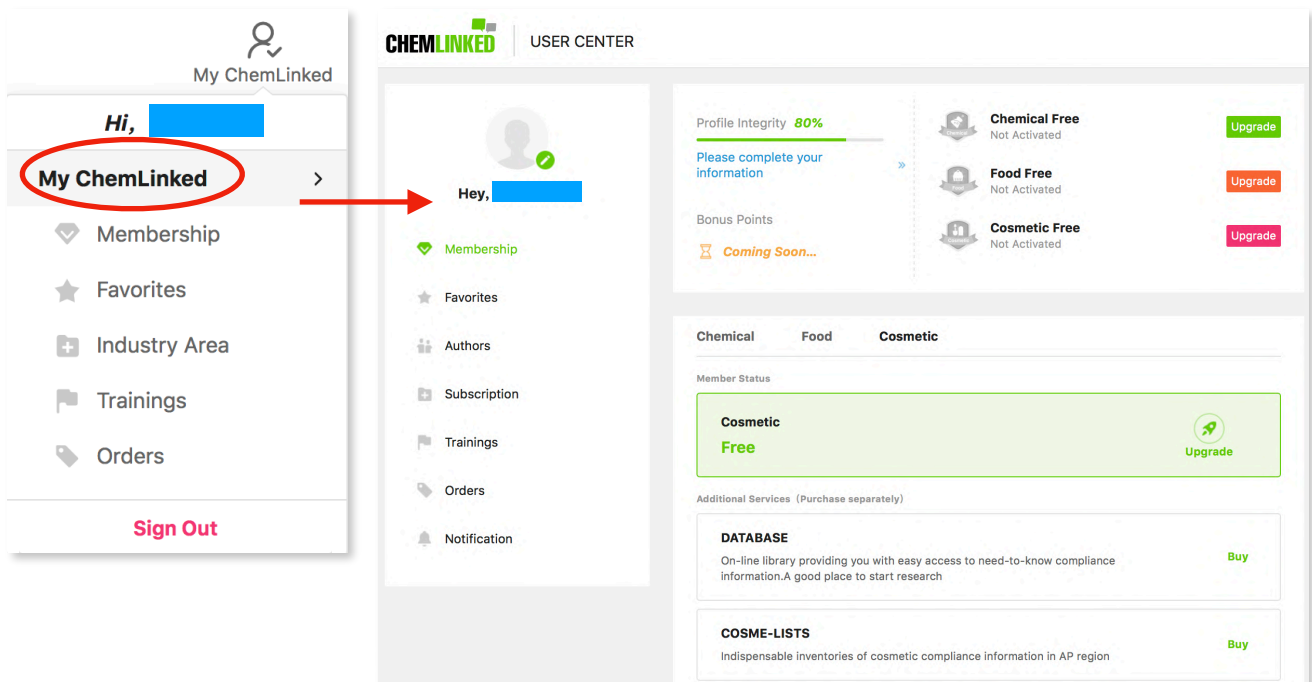 My ChemLinked
Hi,
My ChemLinked
Membership
Favorites
Industry Area
Trainings
Orders
Sign Out
CHEMLINKED
USER CENTER
Hey,
Membership
Favorites
Authors
Subscription
Trainings
Orders
Notification
Profile Integrity 80%
Please complete your
information
»
Bonus Points
Coming Soon...
Chemical Free
Not Activated
Upgrade
Food Free
Not Activated
Upgrade
Cosmetic Free
Not Activated
Upgrade
Chemical Food Cosmetic
Member Status
Cosmetic
Free
Upgrade
Additional Services (Purchase separately)
DATABASE
On-line library providing you with easy access to need-to-know compliance
information.A good place to start research
Buy
COSME-LISTS
Indispensable inventories of cosmetic compliance information in AP region
Buy